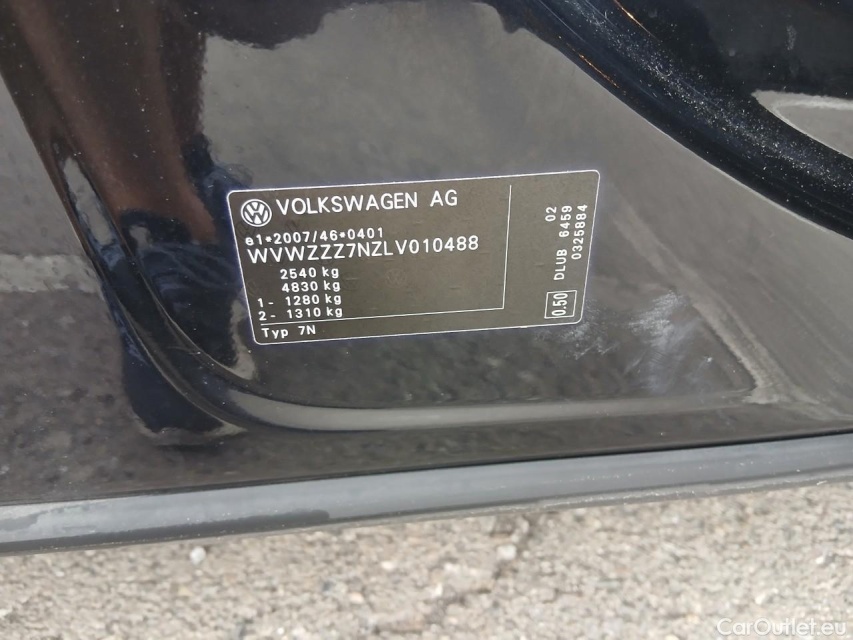 VOLKSWAGEN AG
e1*2007/46*0401
WVWZZZ7NZLV010488
2540 kg
4830 kg
1 - 1280 kg
2 - 1310 kg
Typ 7N
02
DLUB 6459
0325884
0.50
CarOutlet.eu